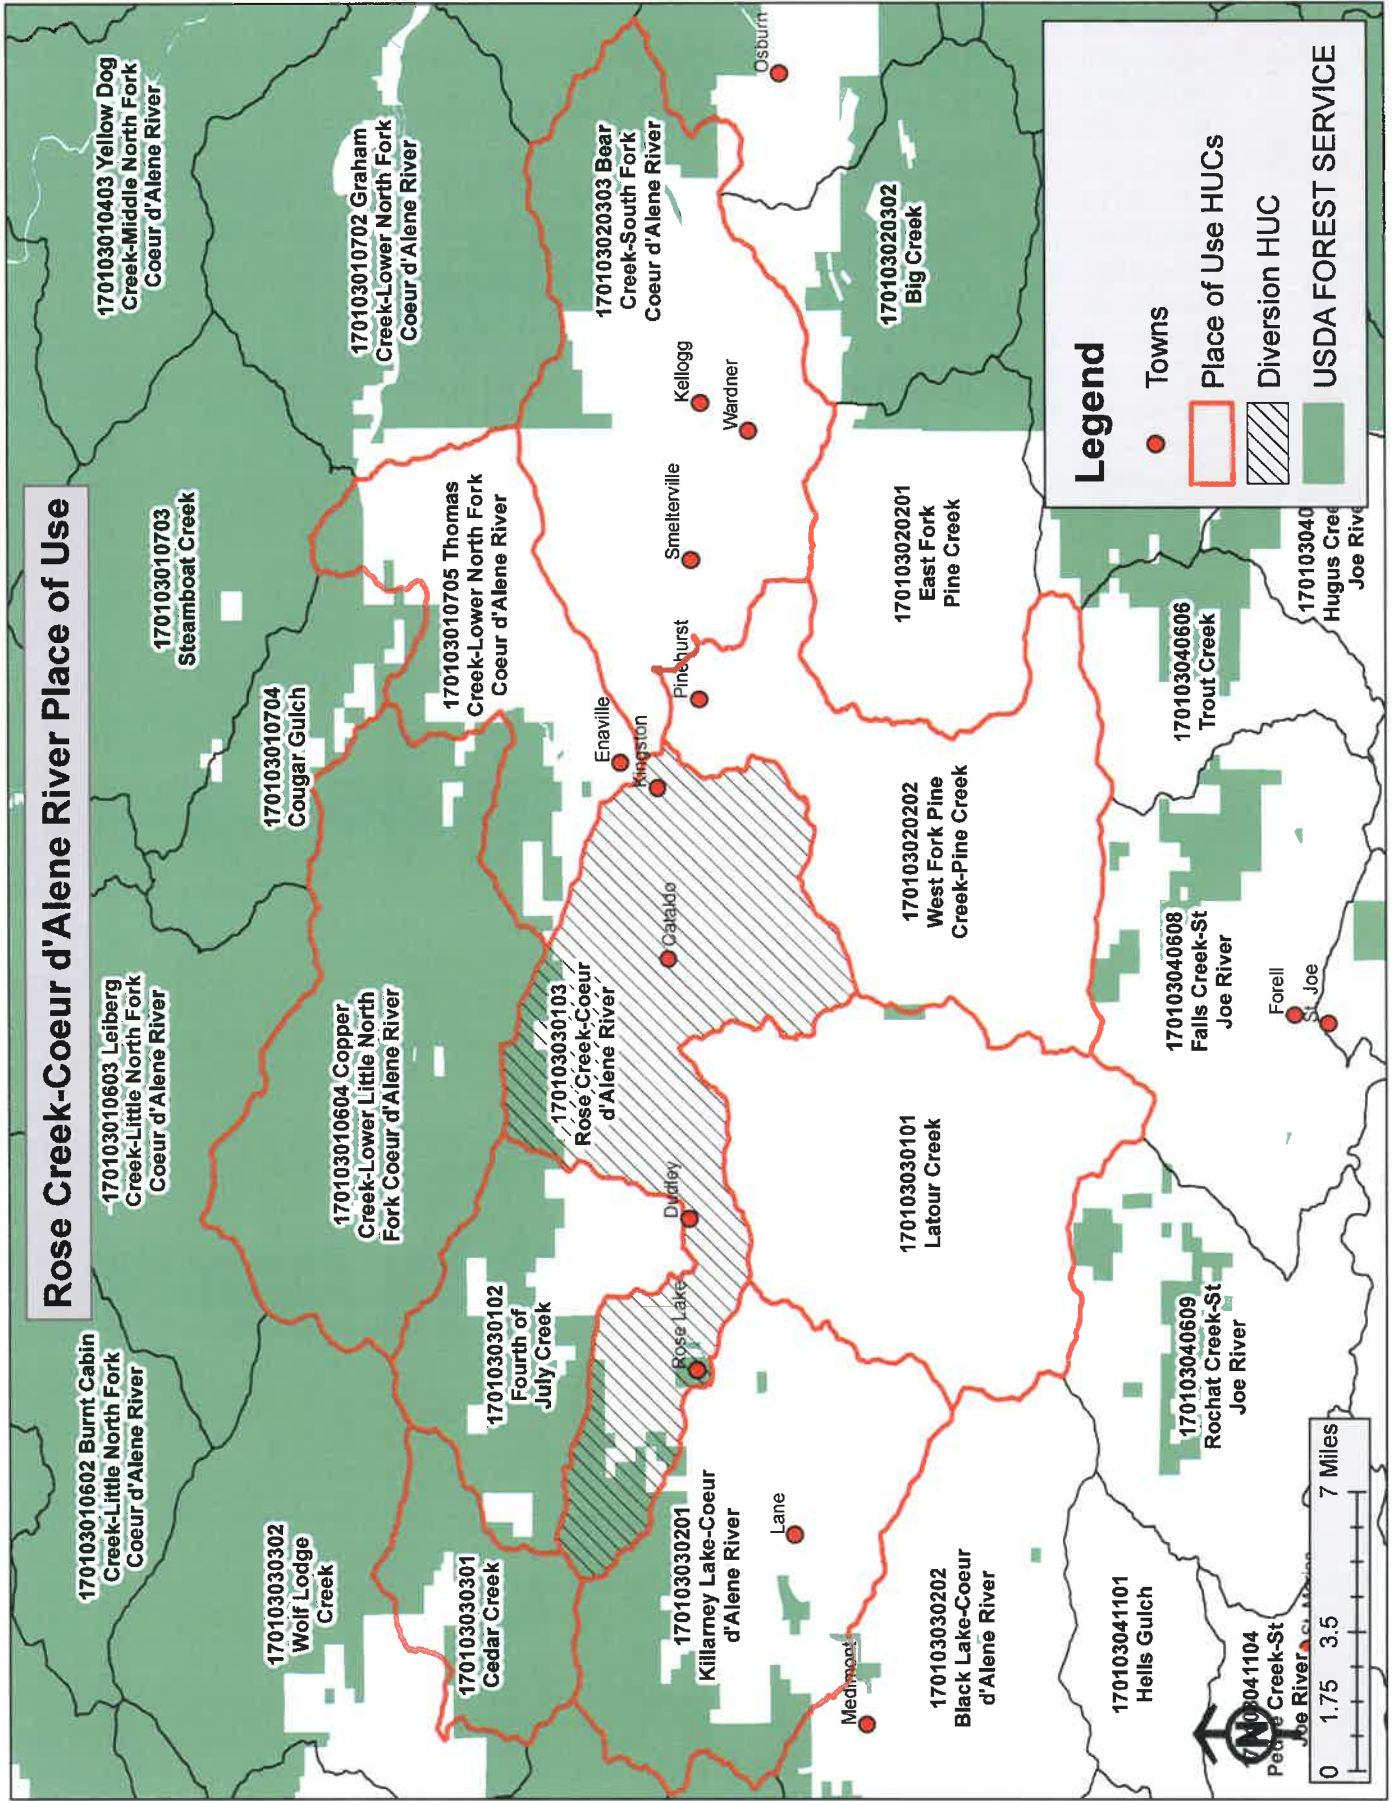 Rose Creek-Coeur d'Alene River Place of Use
170103010602 Burnt Cabin
Creek-Little North Fork
Coeur d'Alene River
170103010603 Leiberg
Creek-Little North Fork
Coeur d'Alene River
170103010703
Steamboat Creek
170103010403 Yellow Dog
Creek-Middle North Fork
Coeur d'Alene River
170103030302
Wolf Lodge
Creek
170103010604 Copper
Creek-Lower Little North
Fork Coeur d'Alene River
170103010704
Cougar Gulch
170103010702 Graham
Creek-Lower North Fork
Coeur d'Alene River
170103030301
Cedar Creek
170103030102
Fourth of
July Creek
170103030103
Rose Creek-Coeur
d'Alene River
170103010705 Thomas
Creek-Lower North Fork
Coeur d'Alene River
170103020303 Bear
Creek-South Fork
Coeur d'Alene River
Enaville
Kingston
Osburn
170103030201
Killarney Lake-Coeur
d'Alene River
Rose Lake
Dudley
Cataldo
Pinehurst
Smelterville
Kellogg
Wardner
Lane
Medimont
170103030202
Black Lake-Coeur
d'Alene River
170103030101
Latour Creek
170103020202
West Fork Pine
Creek-Pine Creek
170103020201
East Fork
Pine Creek
170103020302
Big Creek
170103041101
Hells Gulch
170103040609
Rochat Creek-St
Joe River
170103040608
Falls Creek-St
Joe River
170103040606
Trout Creek
Forell
St. Joe
Creek-St
Joe River
170103040
Hugus Cree
Joe Rive
N
0 1.75 3.5 7 Miles
Legend
Towns
Place of Use HUCs
Diversion HUC
USDA FOREST SERVICE